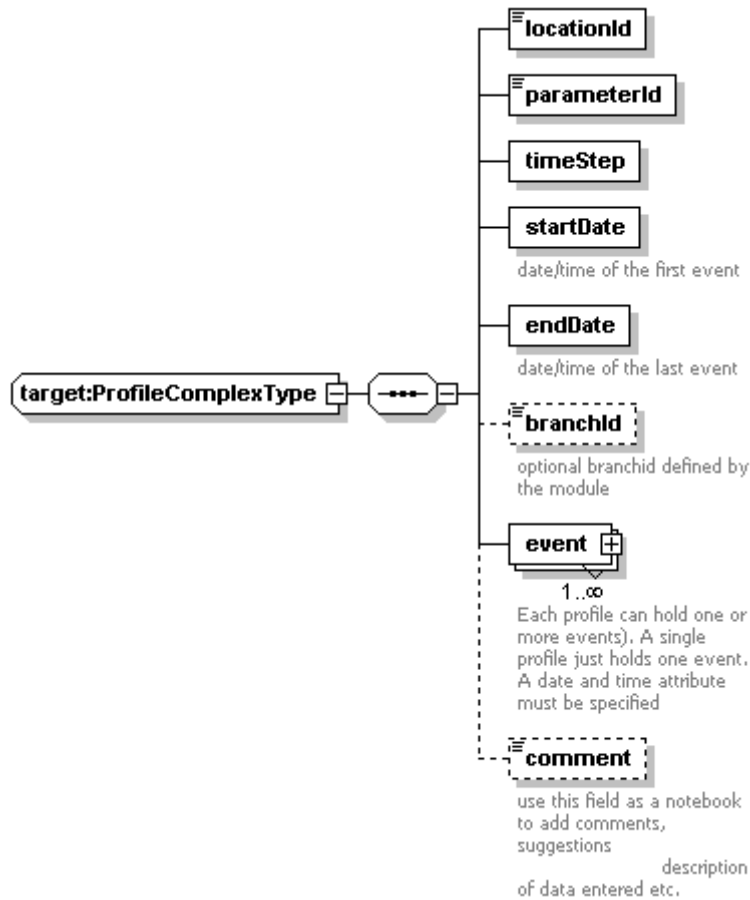 locationId
parameterId
timeStep
startDate
date/time of the first event
endDate
date/time of the last event
target:ProfileComplexType
branchId
optional branchid defined by
the module
event
1..∞
Each profile can hold one or
more events). A single
profile just holds one event.
A date and time attribute
must be specified
comment
use this field as a notebook
to add comments,
suggestions
description
of data entered etc.